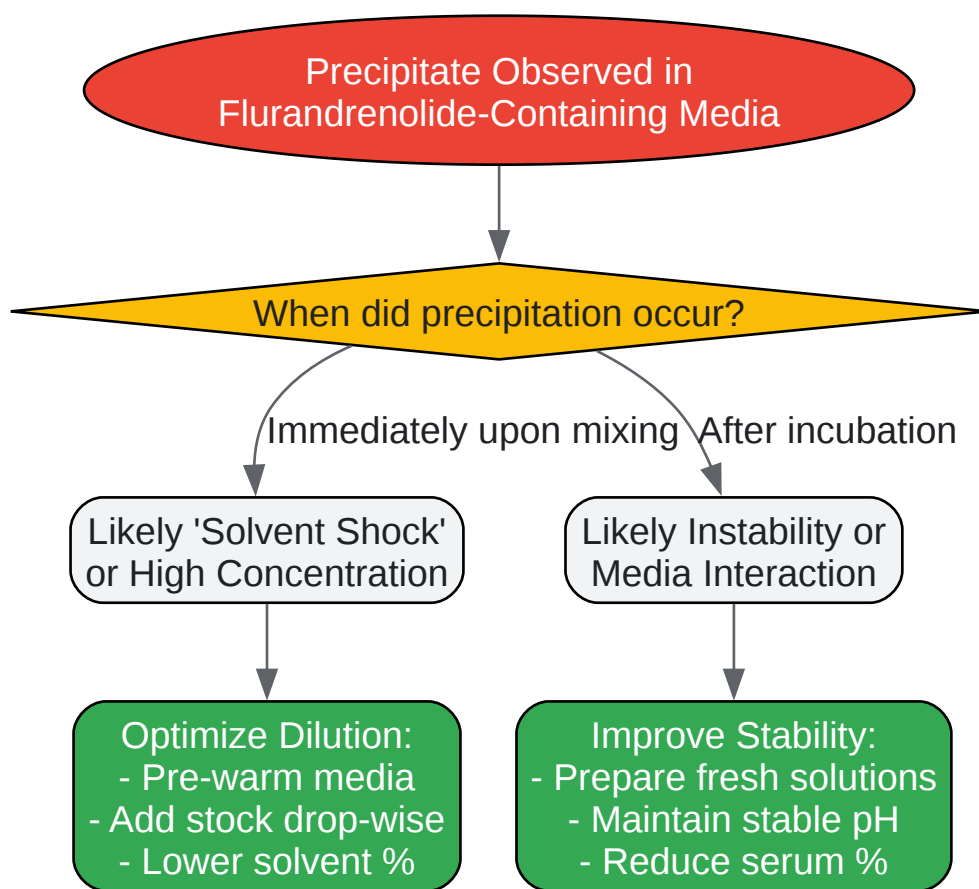 Precipitate Observed in
Flurandrenolide-Containing Media
When did precipitation occur?
Immediately upon mixing
After incubation
Likely 'Solvent Shock'
or High Concentration
Likely Instability or
Media Interaction
Optimize Dilution:
- Pre-warm media
- Add stock drop-wise
- Lower solvent %
Improve Stability:
- Prepare fresh solutions
- Maintain stable pH
- Reduce serum %